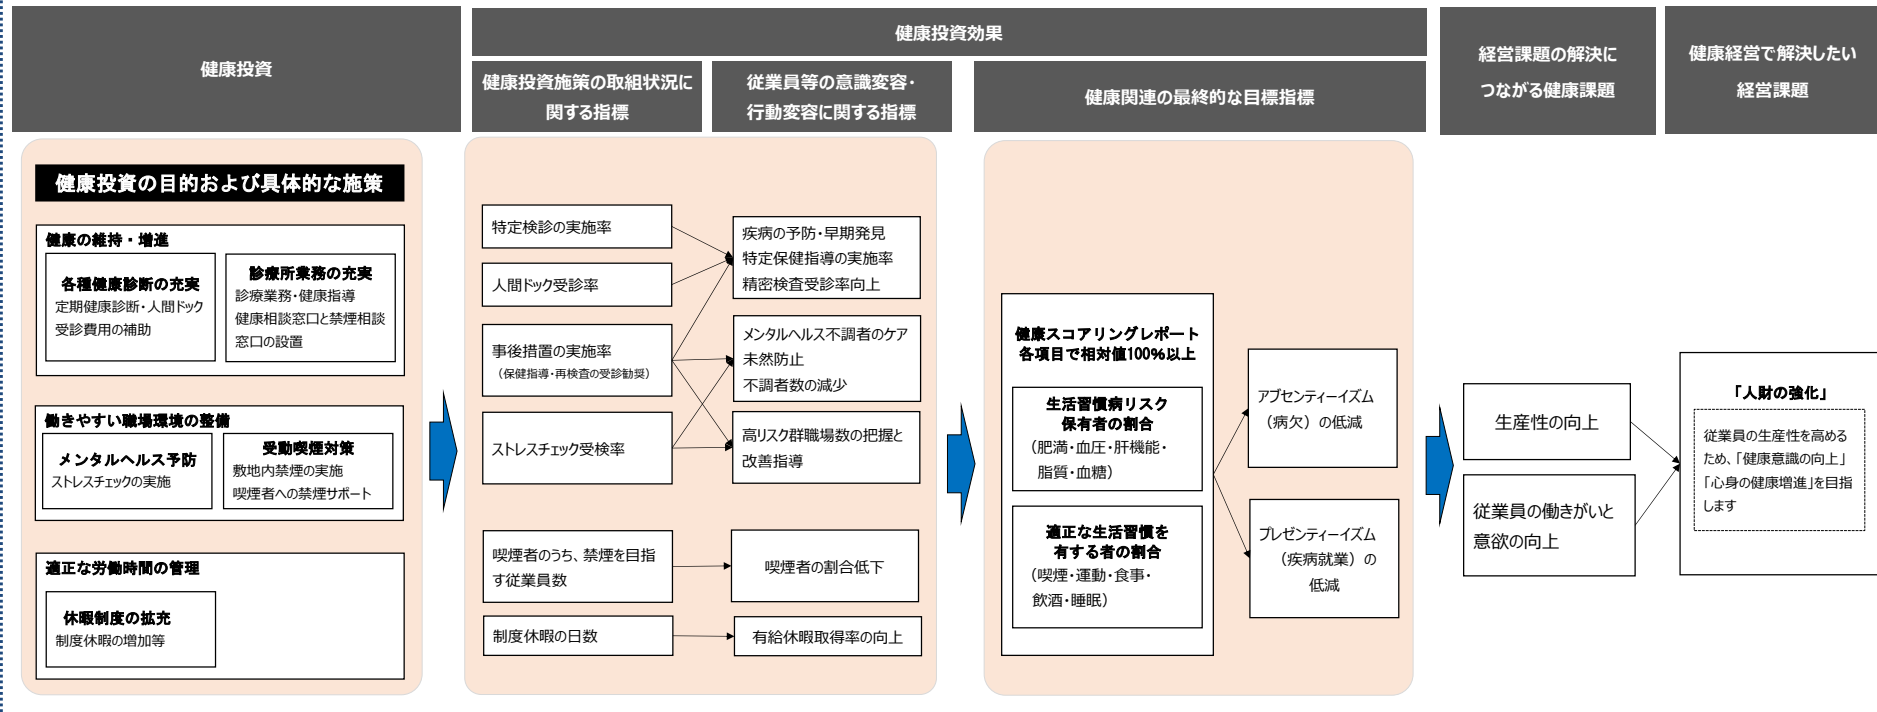 健康投資
健康投資効果
健康投資施策の取組状況に
関する指標
従業員等の意識変容・
行動変容に関する指標
健康関連の最終的な目標指標
経営課題の解決に
つながる健康課題
健康経営で解決したい
経営課題
健康投資の目的および具体的な施策
健康の維持・増進
各種健康診断の充実
定期健康診断・人間ドック
受診費用の補助
診療所業務の充実
診療業務・健康指導
健康相談窓口と禁煙相談
窓口の設置
働きやすい職場環境の整備
メンタルヘルス予防
ストレスチェックの実施
受動喫煙対策
敷地内禁煙の実施
喫煙者への禁煙サポート
適正な労働時間の管理
休暇制度の拡充
制度休暇の増加等
特定検診の実施率
人間ドック受診率
事後措置の実施率
（保健指導・再検査の受診勧奨）
ストレスチェック受検率
喫煙者のうち、禁煙を目指
す従業員数
制度休暇の日数
疾病の予防・早期発見
特定保健指導の実施率
精密検査受診率向上
メンタルヘルス不調者のケア
未然防止
不調者数の減少
高リスク群職場数の把握と
改善指導
喫煙者の割合低下
有給休暇取得率の向上
健康スコアリングレポート
各項目で相対値100％以上
生活習慣病リスク
保有者の割合
（肥満・血圧・肝機能・
脂質・血糖）
適正な生活習慣を
有する者の割合
（喫煙・運動・食事・
飲酒・睡眠）
アブセンティーイズム
（病欠）の低減
プレゼンティーイズム
（疾病就業）の
低減
生産性の向上
従業員の働きがいと
意欲の向上
「人財の強化」
従業員の生産性を高める
ため、「健康意識の向上」
「心身の健康増進」を目指
します